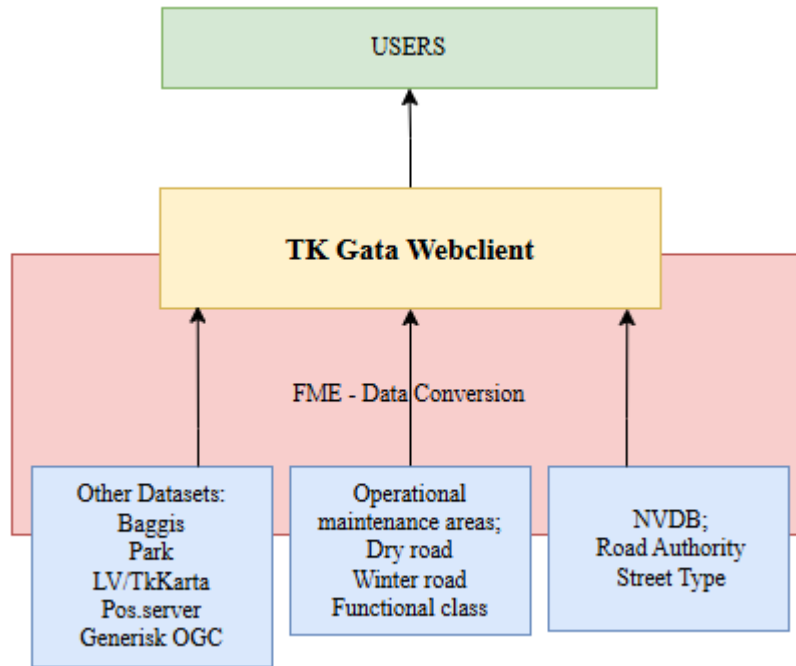 USERS
TK Gata Webclient
FME - Data Conversion
Other Datasets:
Baggis
Park
LV/TkKarta
Pos.server
Generisk OGC
Operational
maintenance areas;
Dry road
Winter road
Functional class
NVDB;
Road Authority
Street Type